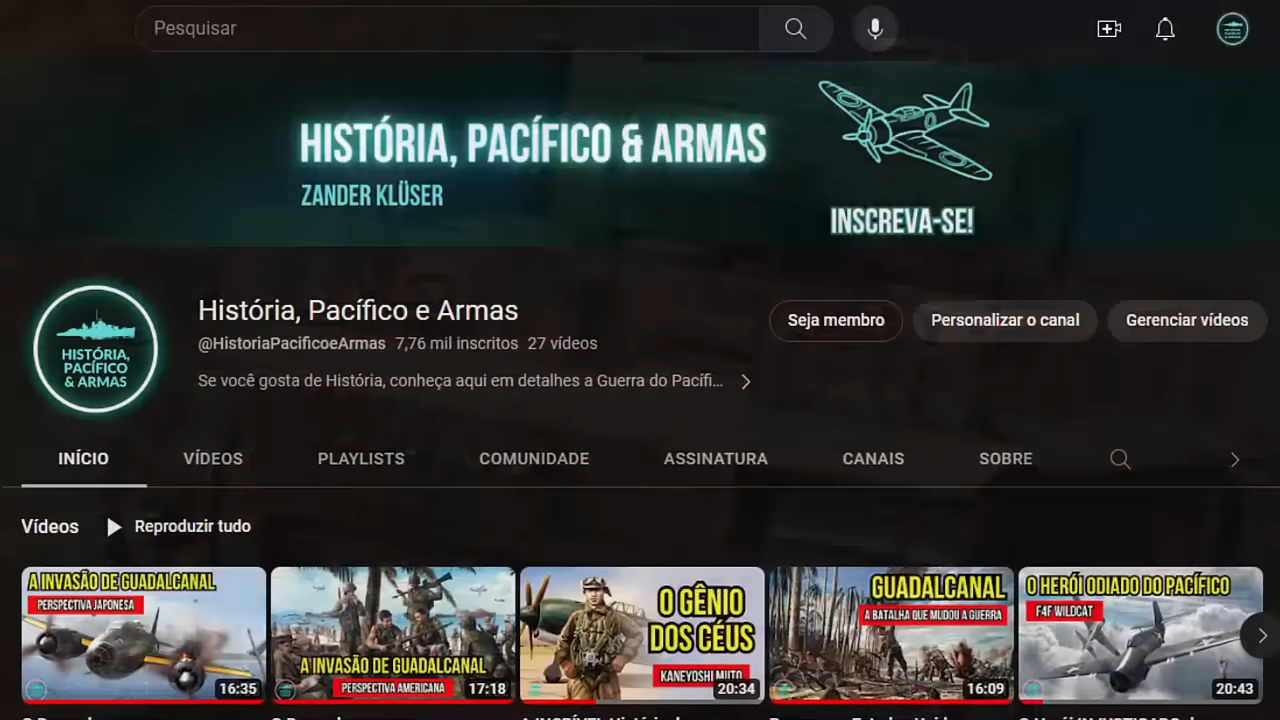 Pesquisar
HISTÓRIA, PACÍFICO & ARMAS
ZANDER KLÜSER
INSCREVA-SE!
HISTÓRIA,
PACÍFICO
& ARMAS
História, Pacífico e Armas
@HistoriaPacificoeArmas 7,76 mil inscritos 27 vídeos
Se você gosta de História, conheça aqui em detalhes a Guerra do Pacífi...
Seja membro
Personalizar o canal
Gerenciar vídeos
INÍCIO VÍDEOS PLAYLISTS COMUNIDADE ASSINATURA CANAIS SOBRE
Vídeos Reproduzir tudo
A INVASÃO DE GUADALCANAL
PERSPECTIVA JAPONESA
16:35
A INVASÃO DE GUADALCANAL
PERSPECTIVA AMERICANA
17:18
O GÊNIO
DOS CÉUS
KANEYOSHI MUTO
20:34
GUADALCANAL
A BATALHA QUE MUDOU A GUERRA
16:09
O HERÓI ODIADO DO PACÍFICO
F4F WILDCAT
20:43